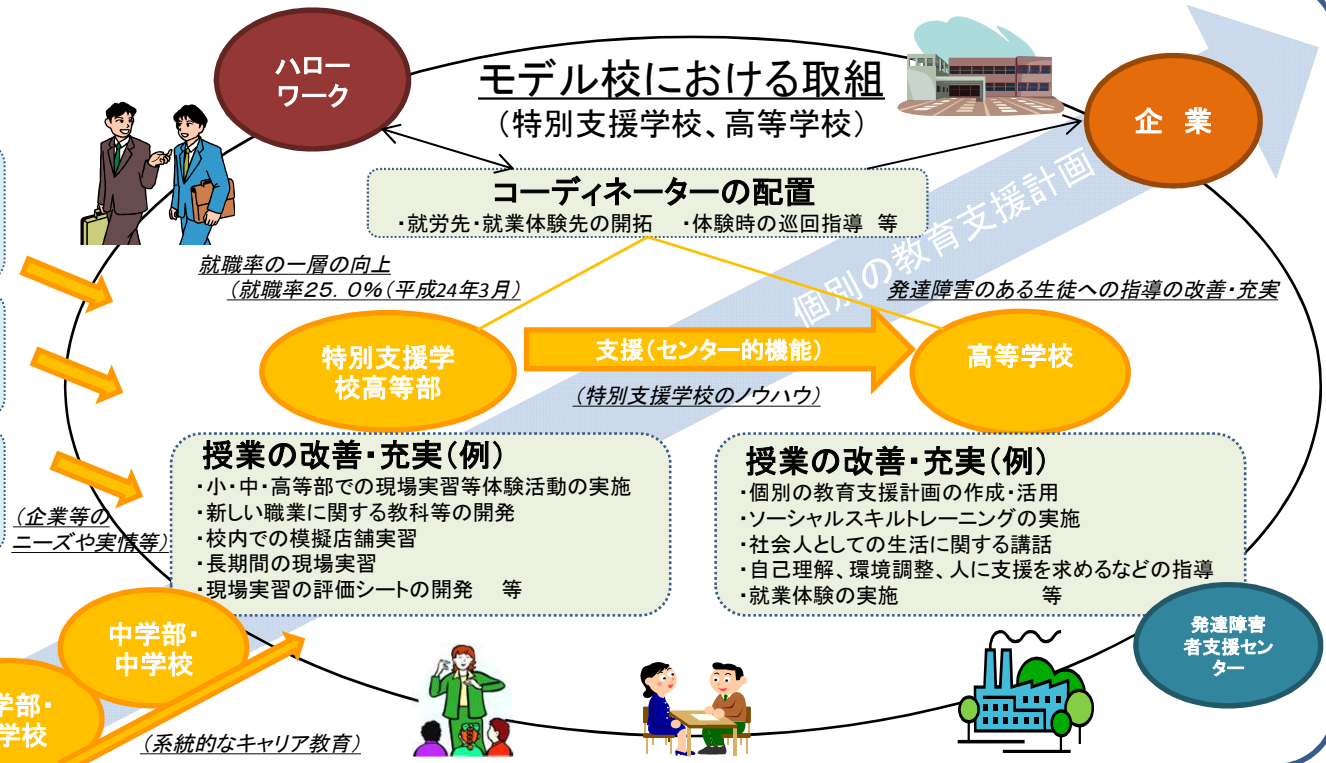 ハロー
ワーク
モデル校における取組
（特別支援学校、高等学校）
企　業
コーディネーターの配置
・就労先・就業体験先の開拓　・体験時の巡回指導　等
個別の教育支援計画
就職率の一層の向上
（就職率２５．０％（平成24年3月）
発達障害のある生徒への指導の改善・充実
特別支援学
校高等部
支援（センター的機能）
高等学校
（特別支援学校のノウハウ）
授業の改善・充実（例）
・小・中・高等部での現場実習等体験活動の実施
・新しい職業に関する教科等の開発
・校内での模擬店舗実習
・長期間の現場実習
・現場実習の評価シートの開発　等
授業の改善・充実（例）
・個別の教育支援計画の作成・活用
・ソーシャルスキルトレーニングの実施
・社会人としての生活に関する講話
・自己理解、環境調整、人に支援を求めるなどの指導
・就業体験の実施　　　　　　等
（企業等の
ニーズや実情等）
中学部・
中学校
学部・
学校
発達障害
者支援セン
ター
（系統的なキャリア教育）